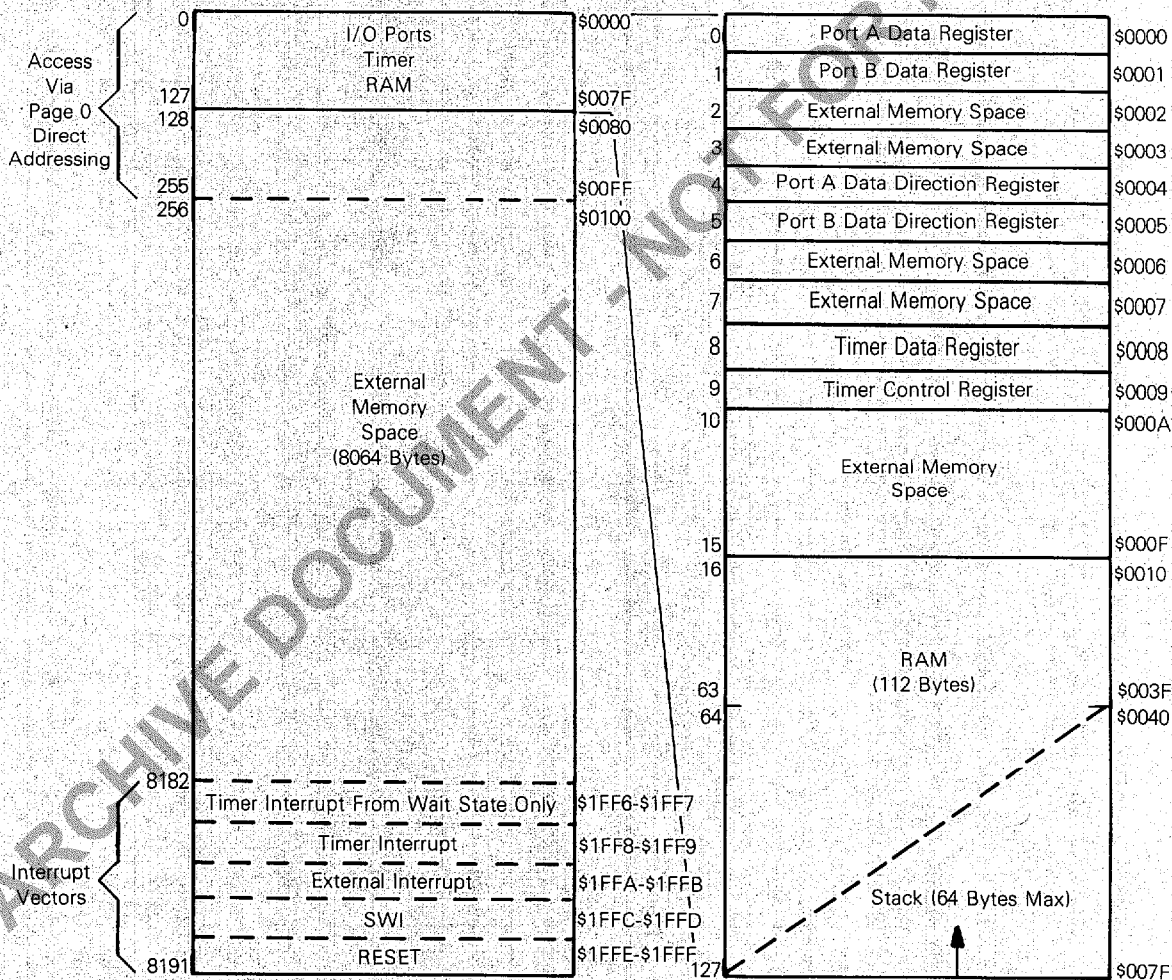 Access
Via
Page 0
Direct
Addressing
0
127
128
255
256
8182
8191
Interrupt
Vectors
I/O Ports
Timer
RAM
External
Memory
Space
(8064 Bytes)
Timer Interrupt From Wait State Only
Timer Interrupt
External Interrupt
SWI
RESET
$0000
$007F
$0080
$00FF
$0100
$1FF6-$1FF7
$1FF8-$1FF9
$1FFA-$1FFB
$1FFC-$1FFD
$1FFE-$1FFF
0 Port A Data Register $0000
1 Port B Data Register $0001
2 External Memory Space $0002
3 External Memory Space $0003
4 Port A Data Direction Register $0004
5 Port B Data Direction Register $0005
6 External Memory Space $0006
7 External Memory Space $0007
8 Timer Data Register $0008
9 Timer Control Register $0009
10 $000A
External Memory
Space
15 $000F
16 $0010
RAM
(112 Bytes)
63 $003F
64 $0040
Stack (64 Bytes Max)
127 $007F
ARCHIVE DOCUMENT - NOT FOR